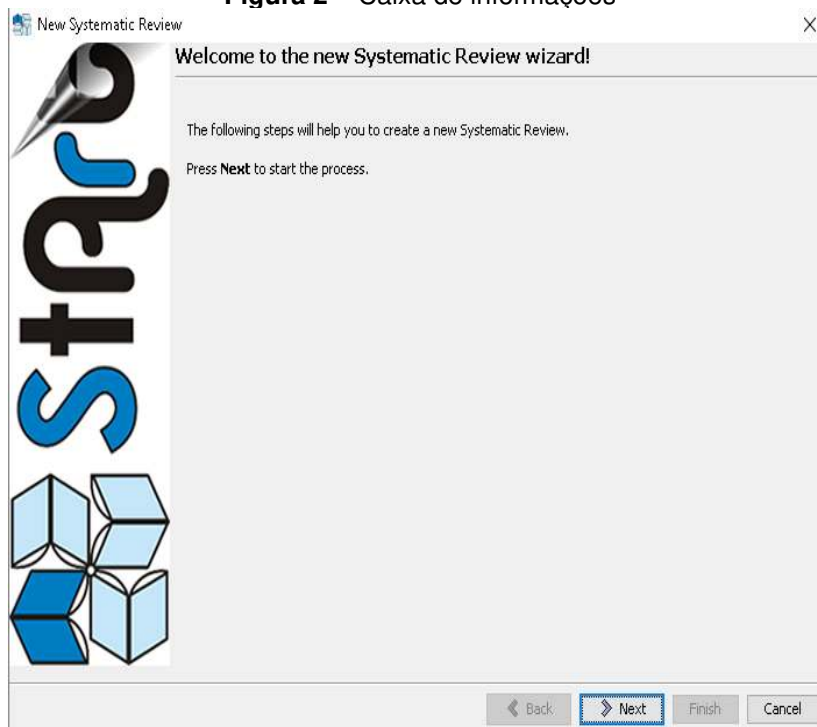 Figura 2 – Caixa de informações
New Systematic Review
Welcome to the new Systematic Review wizard!
The following steps will help you to create a new Systematic Review.
Press Next to start the process.
StArt
Back
Next
Finish
Cancel